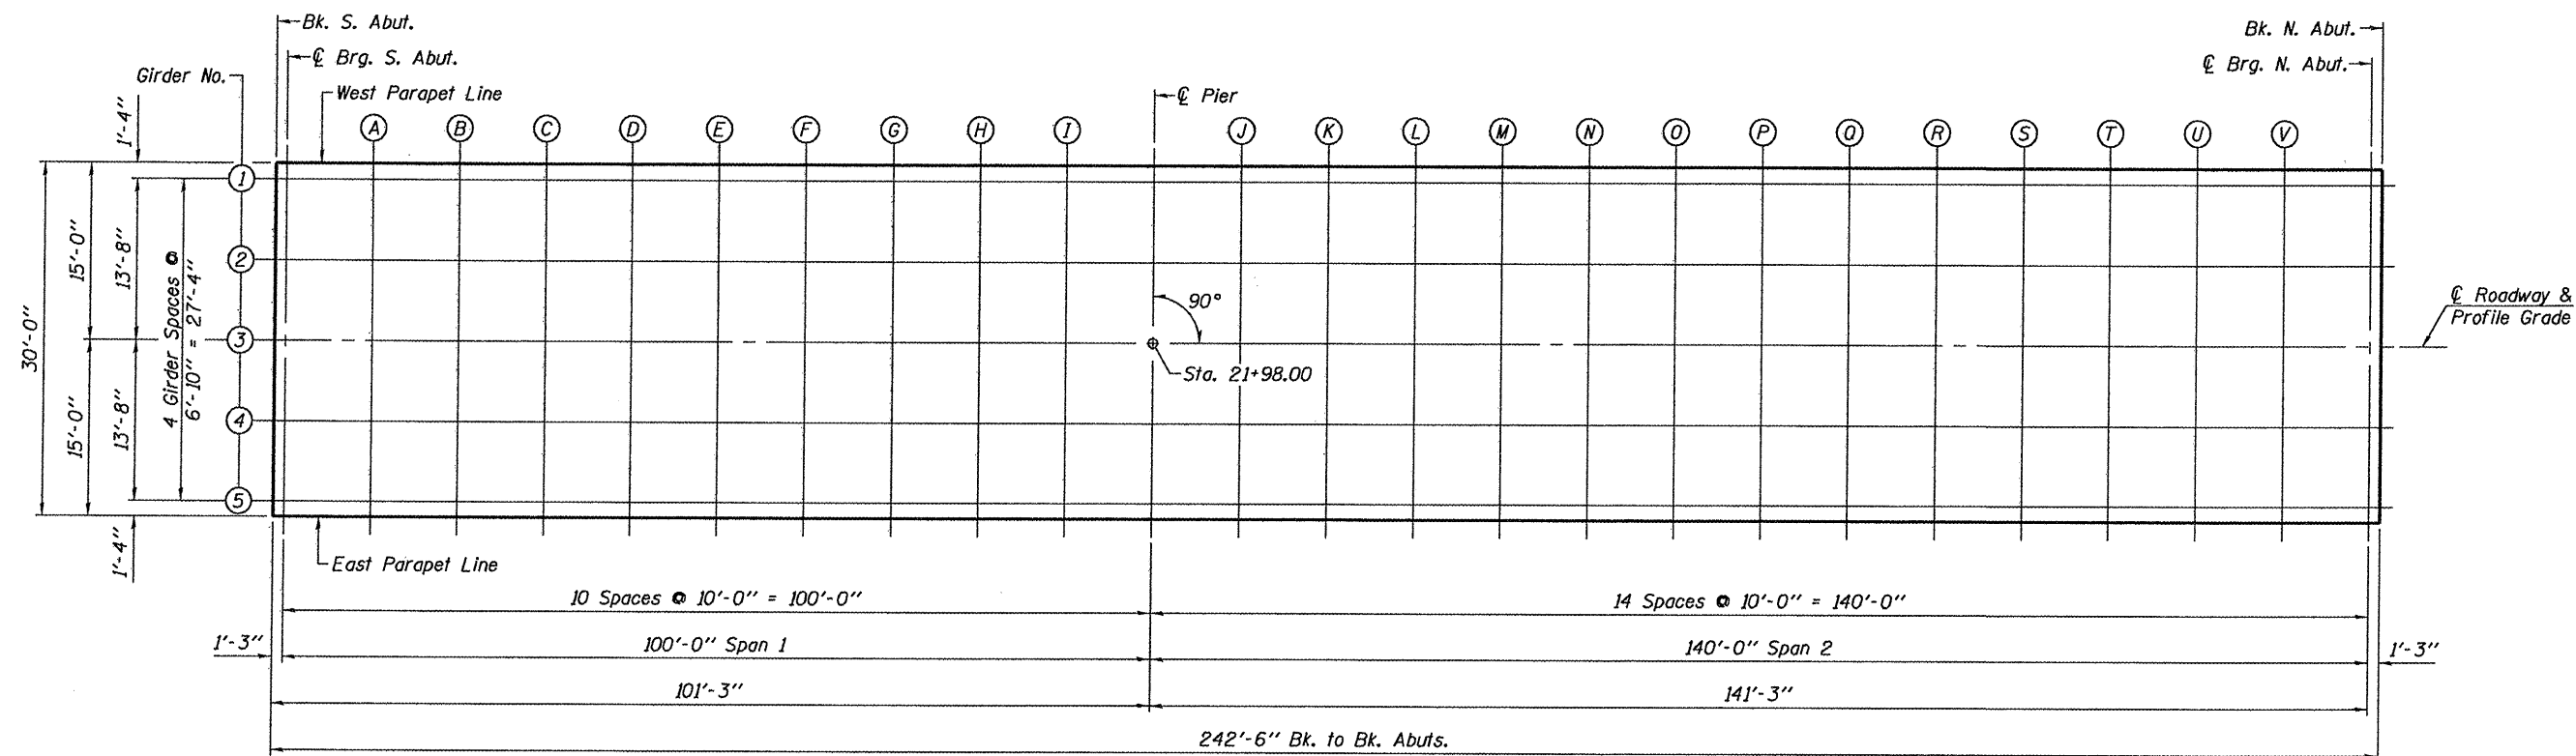 Bk. S. Abut.
Bk. N. Abut.
℄ Brg. S. Abut.
℄ Brg. N. Abut.
Girder No.
West Parapet Line
℄ Pier
A B C D E F G H I J K L M N O P Q R S T U V
1'-4"
1
2
3
4
5
30'-0"
15'-0"
13'-8"
15'-0"
13'-8"
4 Girder Spaces @
6'-10" = 27'-4"
90°
Sta. 21+98.00
℄ Roadway &
Profile Grade
1'-4"
East Parapet Line
10 Spaces @ 10'-0" = 100'-0"
14 Spaces @ 10'-0" = 140'-0"
1'-3"
100'-0" Span 1
140'-0" Span 2
1'-3"
101'-3"
141'-3"
242'-6" Bk. to Bk. Abuts.